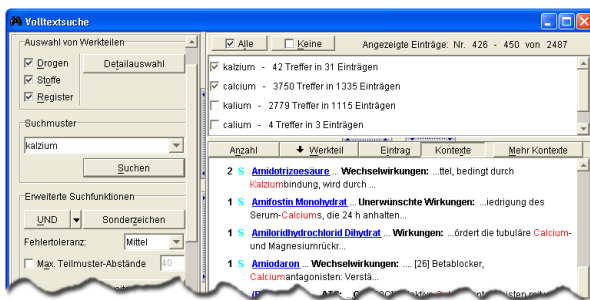 Volltextsuche
Auswahl von Werkteilen
Drogen
Detailauswahl
Stoffe
Register
Suchmuster
kalzium
Suchen
Erweiterte Suchfunktionen
UND
Sonderzeichen
Fehlertoleranz:
Mittel
Max. Teilmuster-Abstände
40
Alle
Keine
Angezeigte Einträge: Nr. 426 - 450 von 2487
kalzium - 42 Treffer in 31 Einträgen
calcium - 3750 Treffer in 1335 Einträgen
kalium - 2779 Treffer in 1115 Einträgen
calium - 4 Treffer in 3 Einträgen
Anzahl
Werkteil
Eintrag
Kontexte
Mehr Kontexte
2 S Amidotrizoesäure ... Wechselwirkungen: ...ttel, bedingt durch
Kalziumbindung, wird durch ...
1 S Amifostin Monohydrat ... Unerwünschte Wirkungen: ...iedrigung des
Serum-Calciums, die 24 h anhalten...
1 S Amiloridhydrochlorid Dihydrat ... Wirkungen: ...ördert die tubuläre Calcium-
und Magnesiumrückr...
1 S Amiodaron ... Wechselwirkungen: .... [26] Betablocker,
Calciumantagonisten: Verstä...